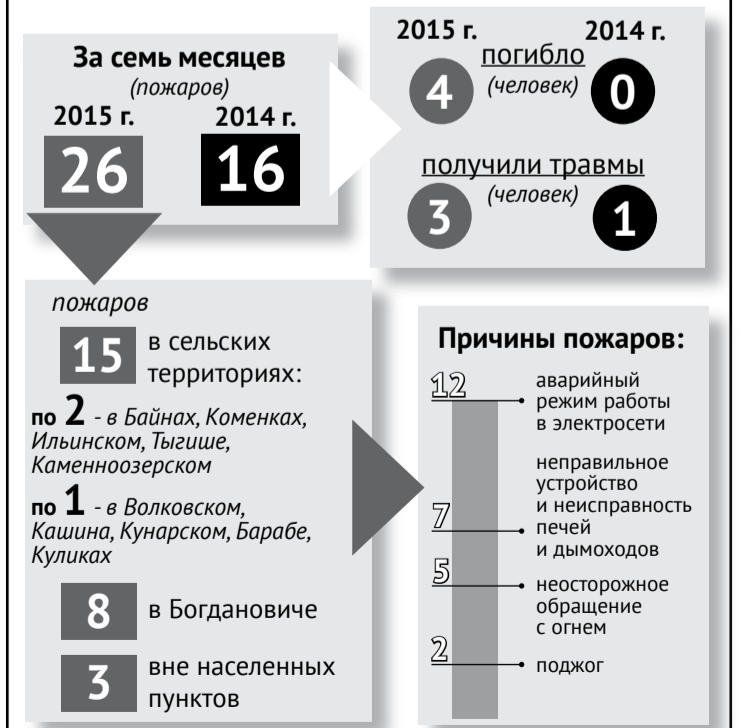 За семь месяцев
(пожаров)
2015 г. 2014 г.
26 16
2015 г. 2014 г.
погибло
4 (человек) 0
получили травмы
(человек)
3 1
пожаров
15 в сельских
территориях:
по 2 - в Байнах, Коменках,
Ильинском, Тыгише,
Каменноозерском
по 1 - в Волковском,
Кашина, Кунарском, Барабе,
Куликах
8 в Богдановиче
3 вне населенных
пунктов
Причины пожаров:
12 аварийный
режим работы
в электросети
неправильное
устройство
и неисправность
7 печей
и дымоходов
5 неосторожное
обращение
с огнем
2 поджог